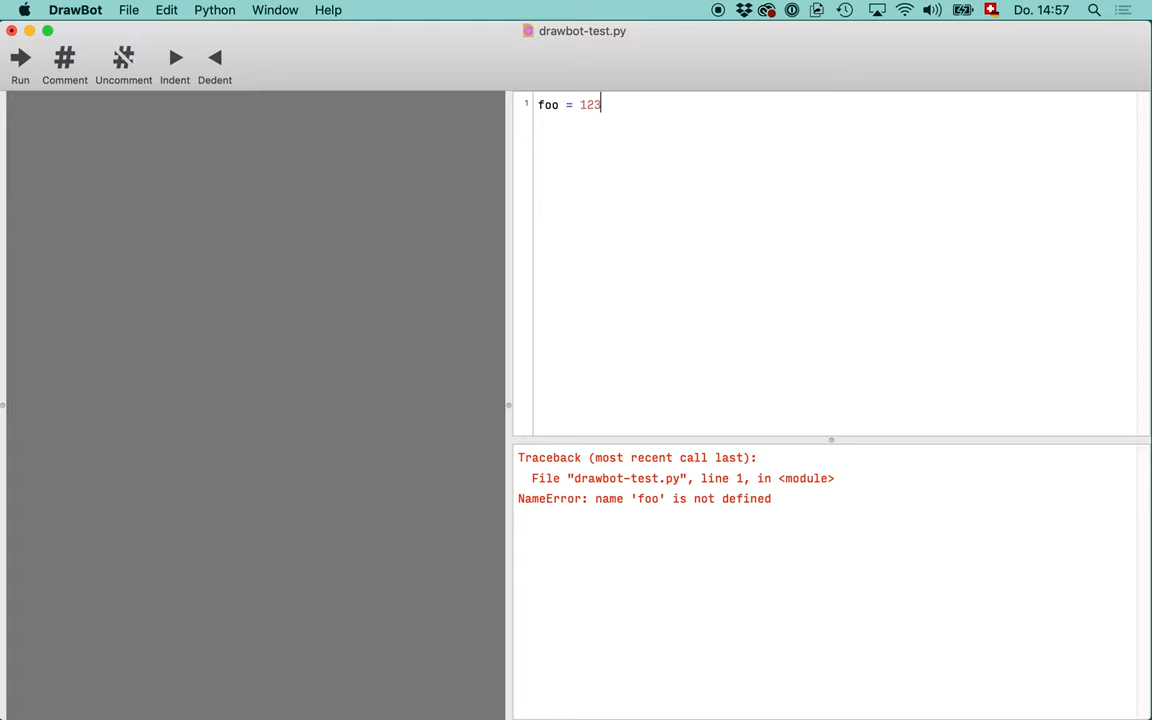 DrawBot File Edit Python Window Help Do. 14:57
drawbot-test.py
Run Comment Uncomment Indent Dedent
1 foo = 123
Traceback (most recent call last):
File "drawbot-test.py", line 1, in <module>
NameError: name 'foo' is not defined